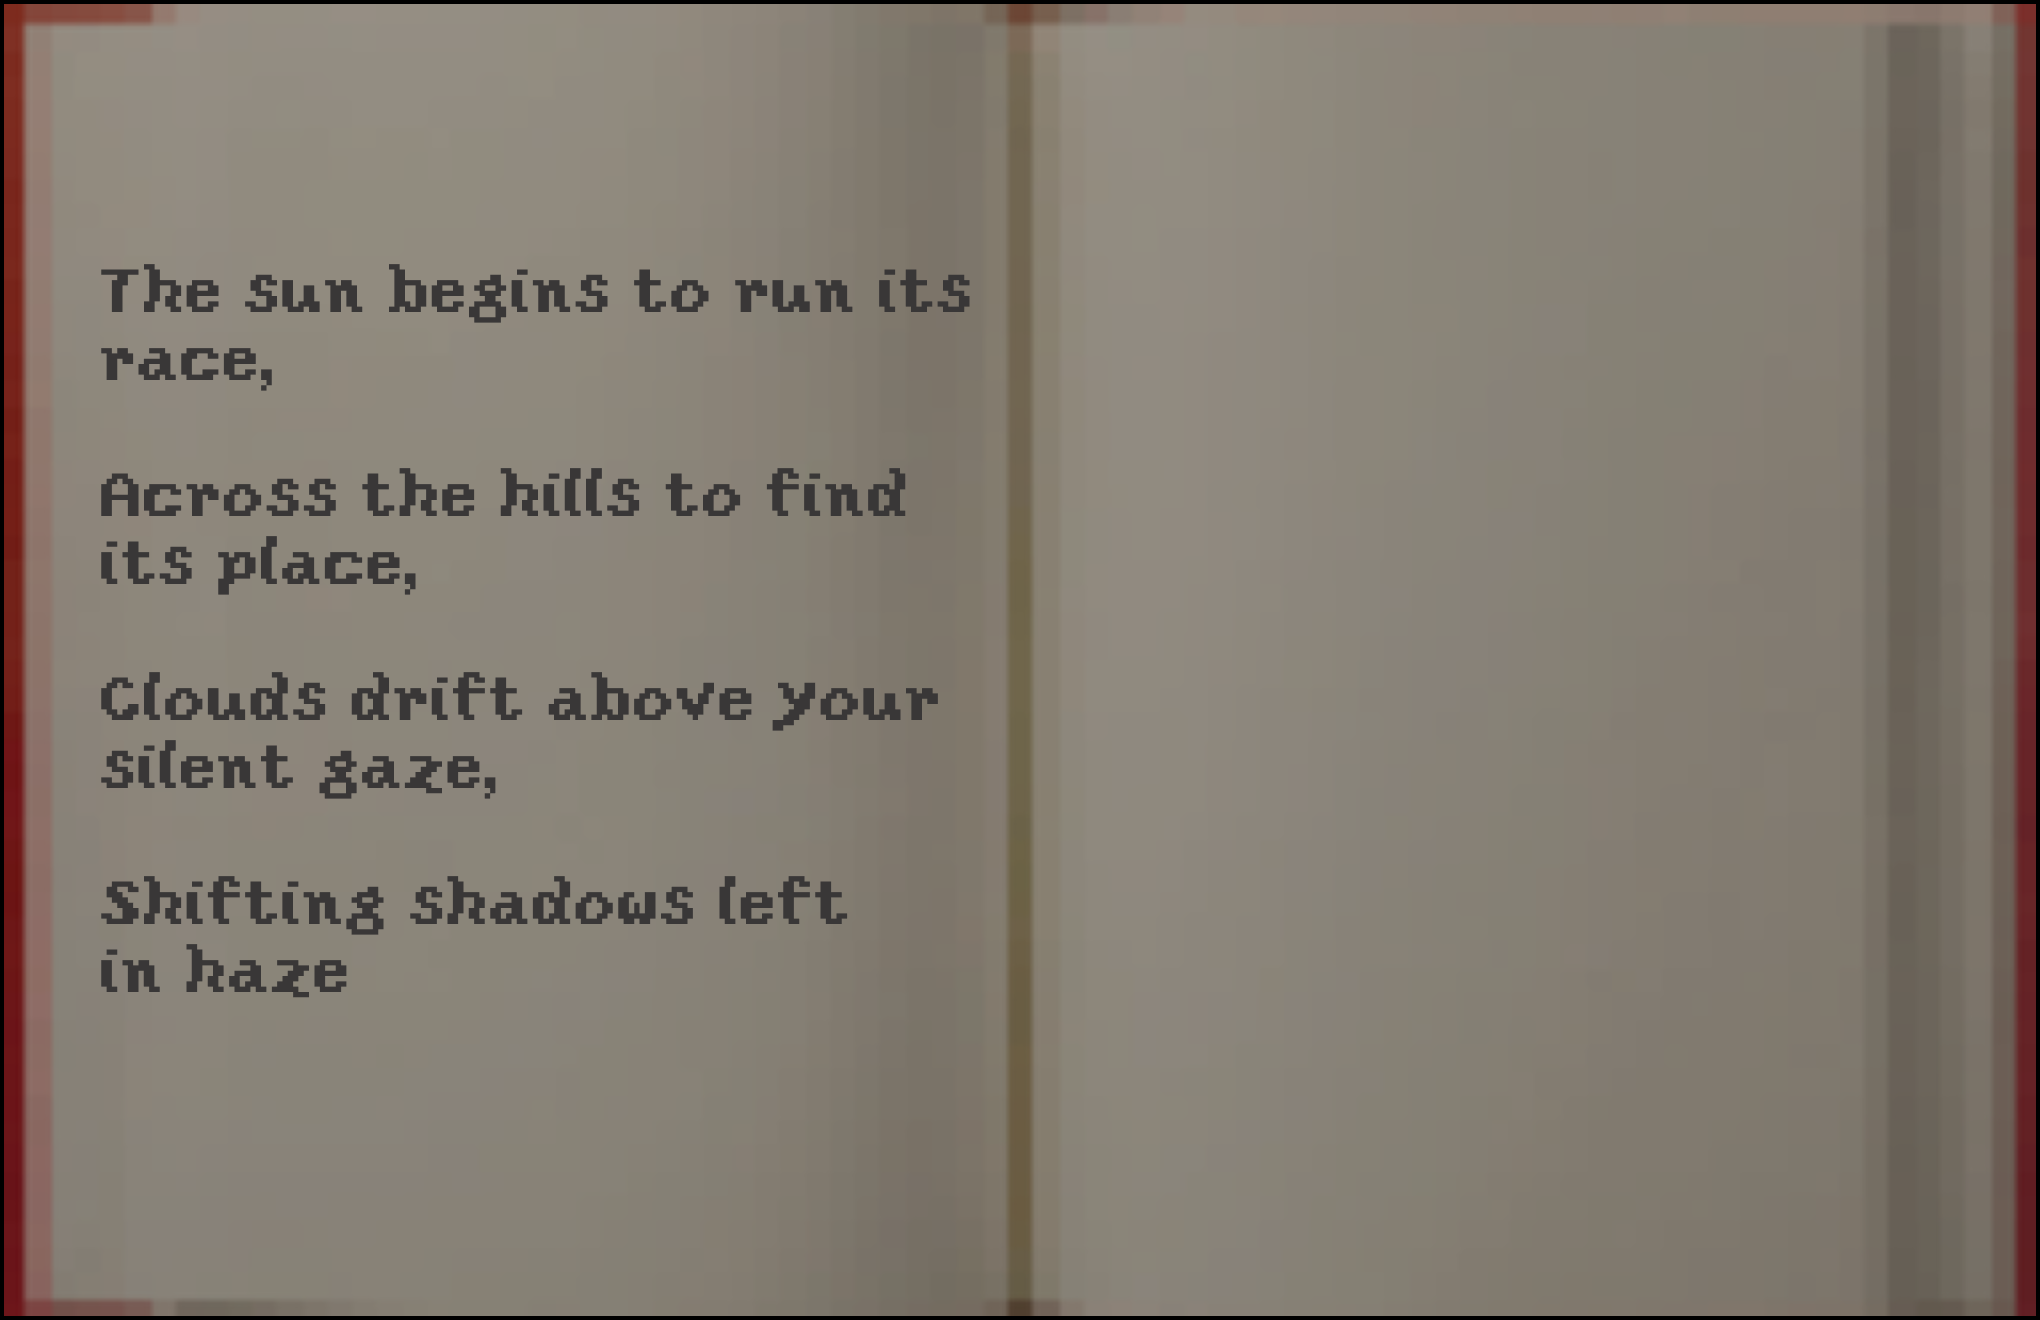 The sun begins to run its
race,
Across the hills to find
its place,
Clouds drift above your
silent gaze,
Shifting shadows left
in haze